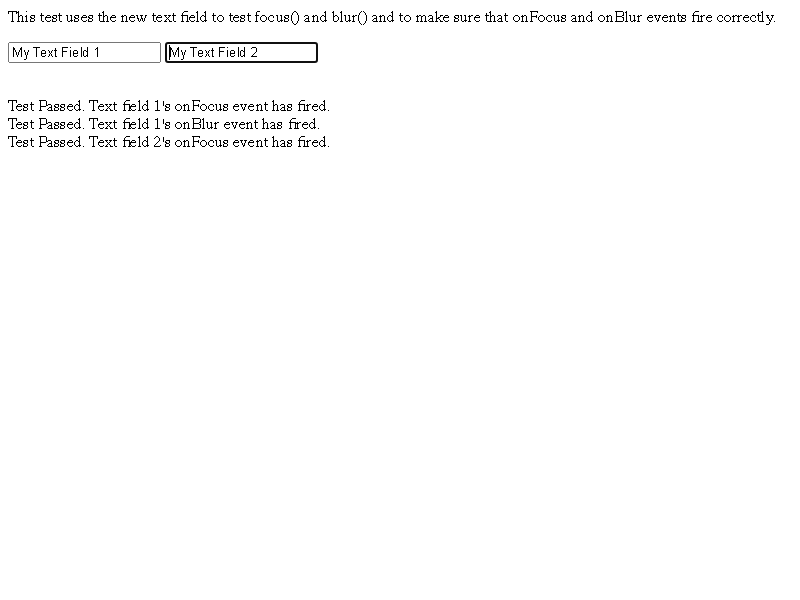 This test uses the new text field to test focus() and blur() and to make sure that onFocus and onBlur events fire correctly.
My Text Field 1 My Text Field 2
Test Passed. Text field 1's onFocus event has fired.
Test Passed. Text field 1's onBlur event has fired.
Test Passed. Text field 2's onFocus event has fired.